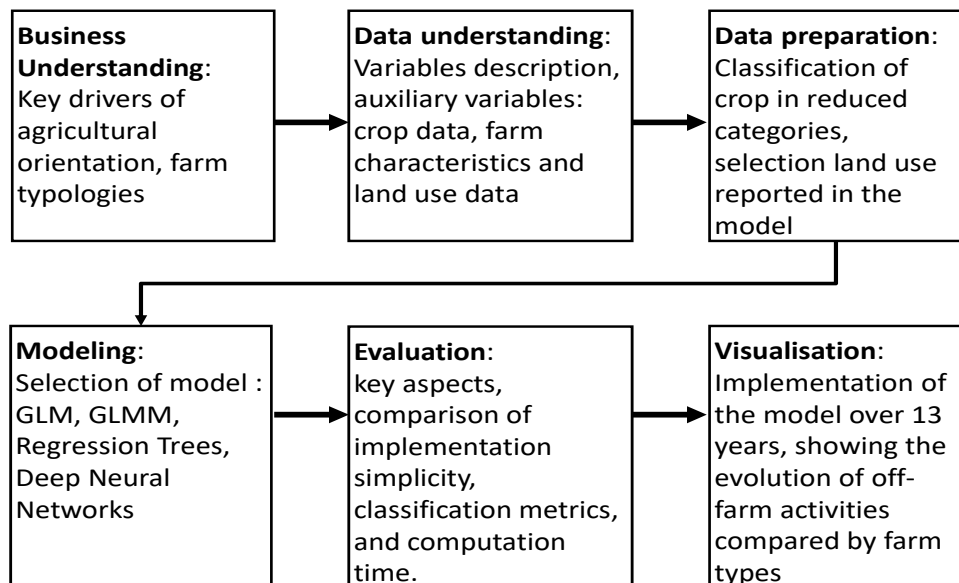 Business
Understanding:
Key drivers of
agricultural
orientation, farm
typologies
Data understanding:
Variables description,
auxiliary variables:
crop data, farm
characteristics and
land use data
Data preparation:
Classification of
crop in reduced
categories,
selection land use
reported in the
model
Modeling:
Selection of model :
GLM, GLMM,
Regression Trees,
Deep Neural
Networks
Evaluation:
key aspects,
comparison of
implementation
simplicity,
classification metrics,
and computation
time.
Visualisation:
Implementation of
the model over 13
years, showing the
evolution of off-
farm activities
compared by farm
types